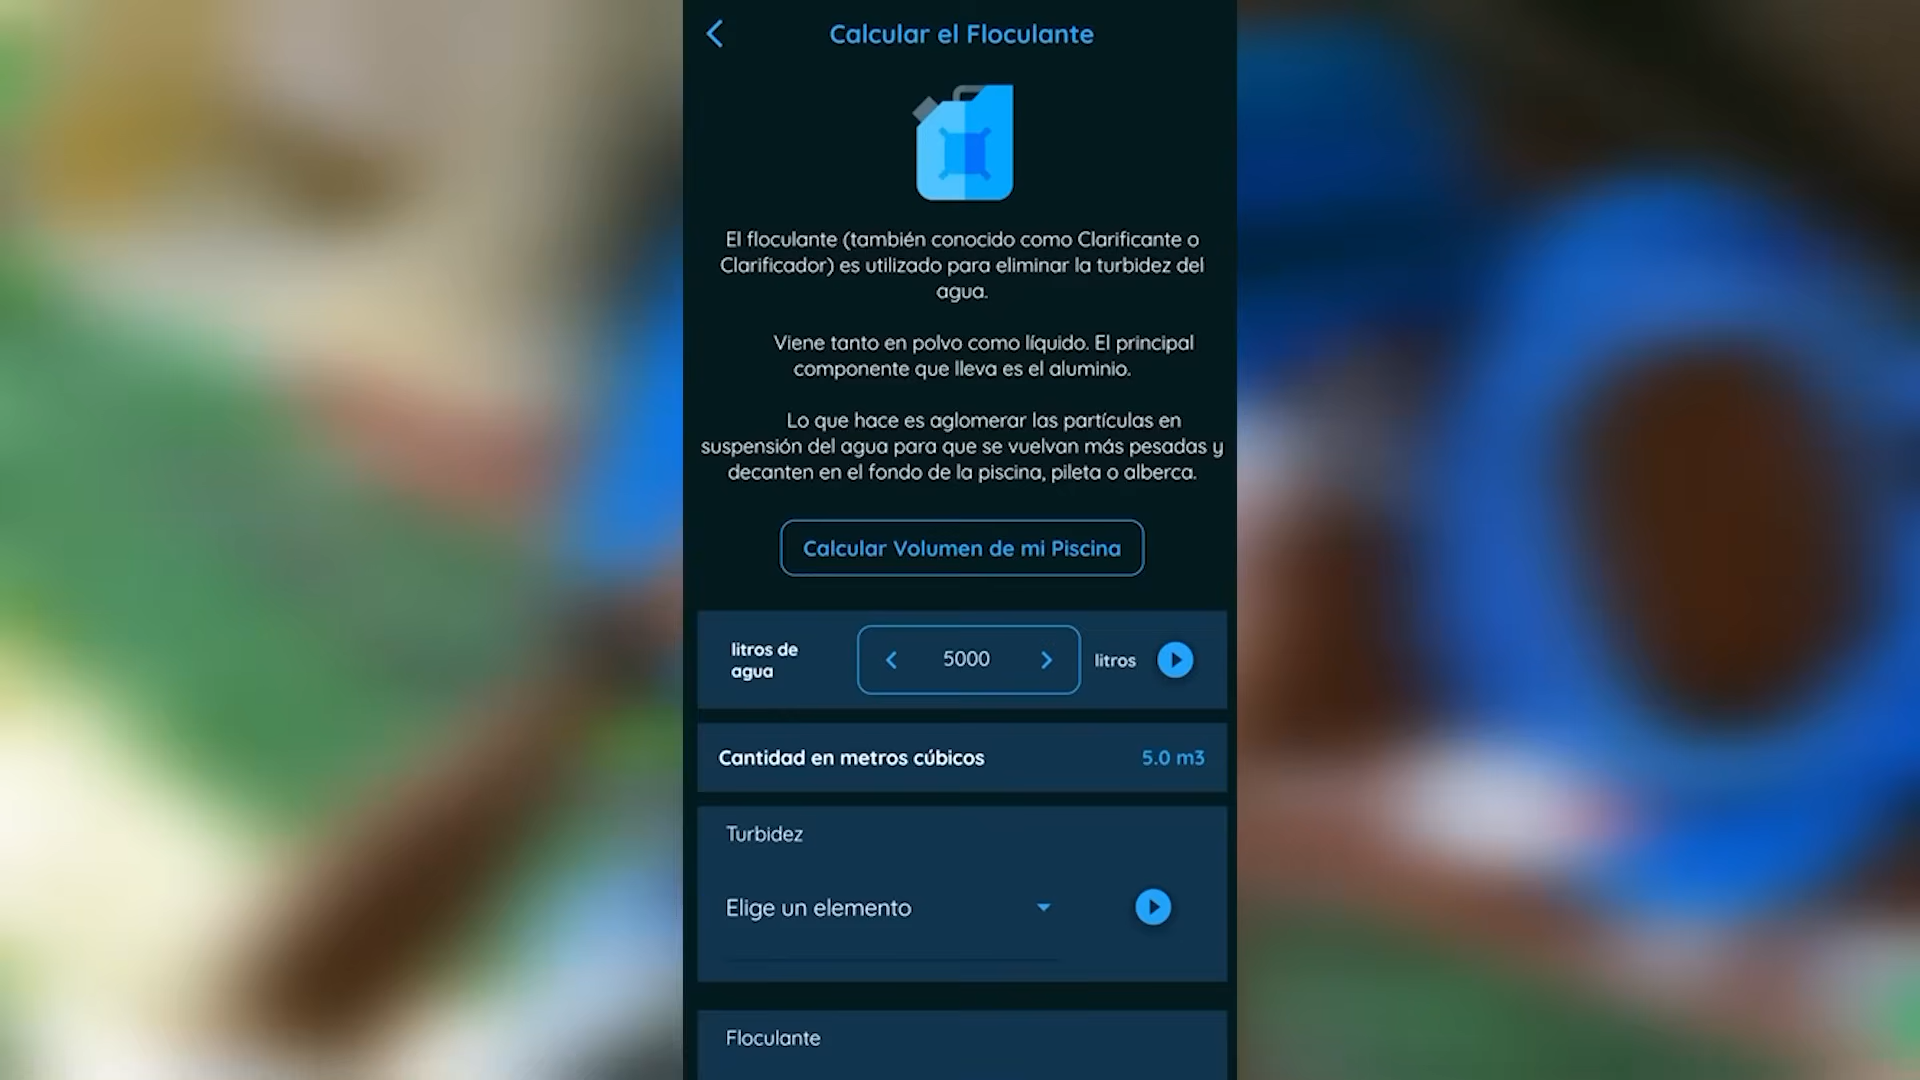 Calcular el Floculante
El floculante (también conocido como Clarificante o
Clarificador) es utilizado para eliminar la turbidez del
agua.
Viene tanto en polvo como líquido. El principal
componente que lleva es el aluminio.
Lo que hace es aglomerar las partículas en
suspensión del agua para que se vuelvan más pesadas y
decanten en el fondo de la piscina, pileta o alberca.
Calcular Volumen de mi Piscina
litros de
agua
5000
litros
Cantidad en metros cúbicos
5.0 m3
Turbidez
Elige un elemento
Floculante